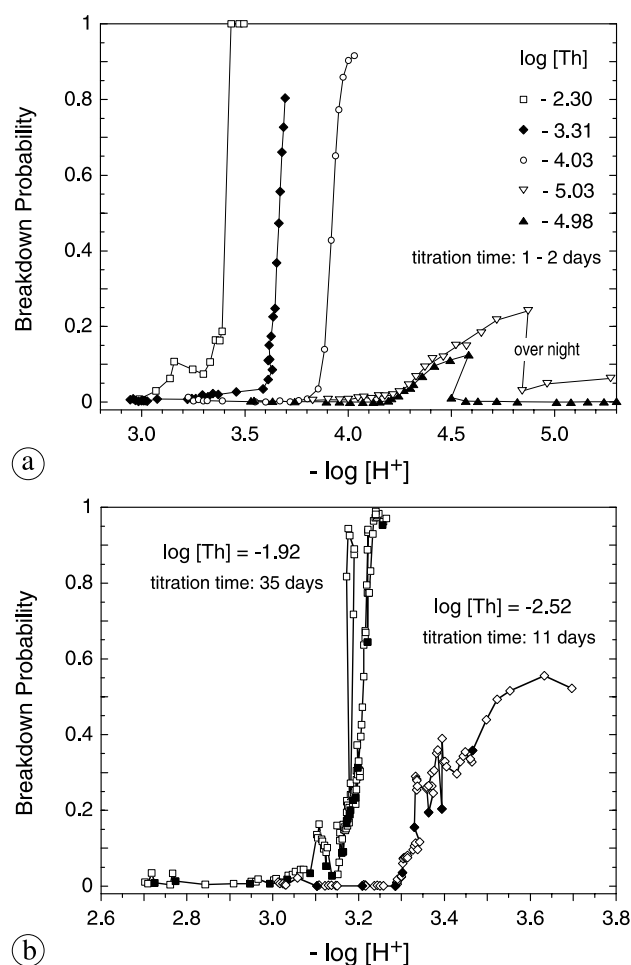 1
0.8
0.6
0.4
0.2
0
Breakdown Probability
log [Th]
- 2.30
- 3.31
- 4.03
- 5.03
- 4.98
titration time: 1 - 2 days
over night
3.0 3.5 4.0 4.5 5.0
- log [H⁺]
a
1
0.8
0.6
0.4
0.2
0
Breakdown Probability
log [Th] = -1.92
titration time: 35 days
log [Th] = -2.52
titration time: 11 days
2.6 2.8 3.0 3.2 3.4 3.6 3.8
- log [H⁺]
b